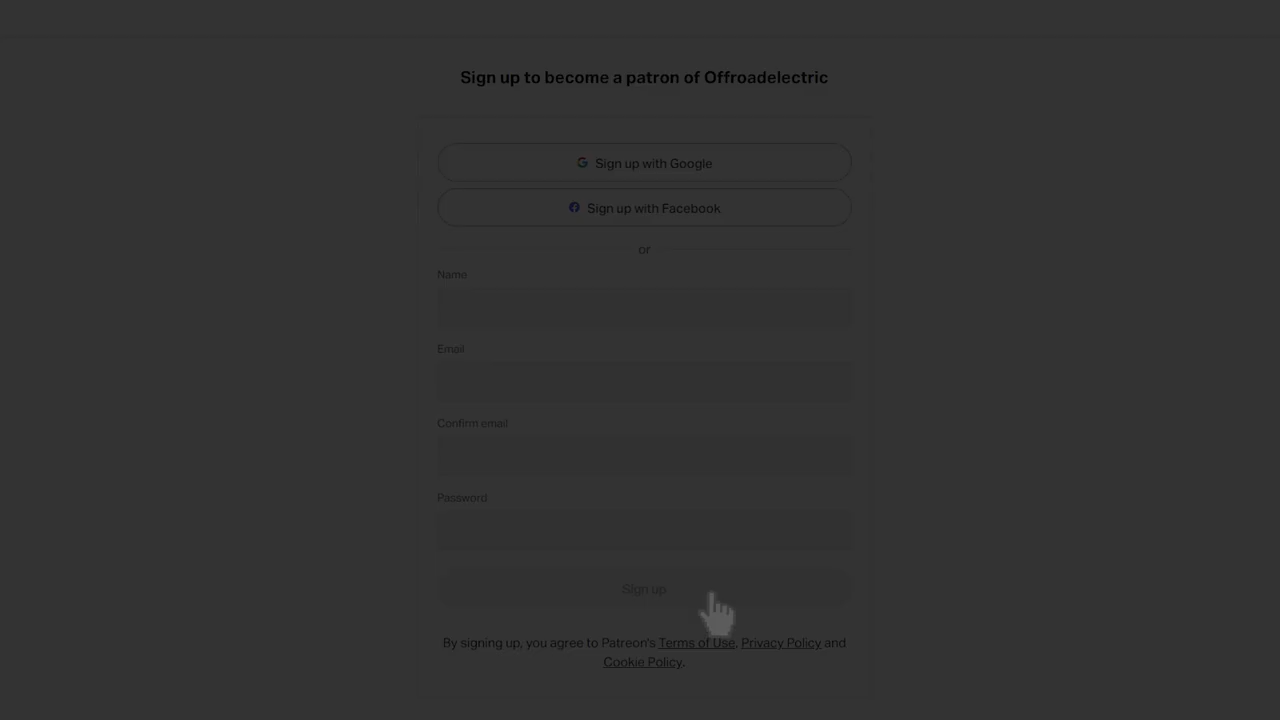 Sign up to become a patron of Offroadelectric
Sign up with Google
Sign up with Facebook
or
Name
Email
Confirm email
Password
Sign up
By signing up, you agree to Patreon's Terms of Use, Privacy Policy and
Cookie Policy.